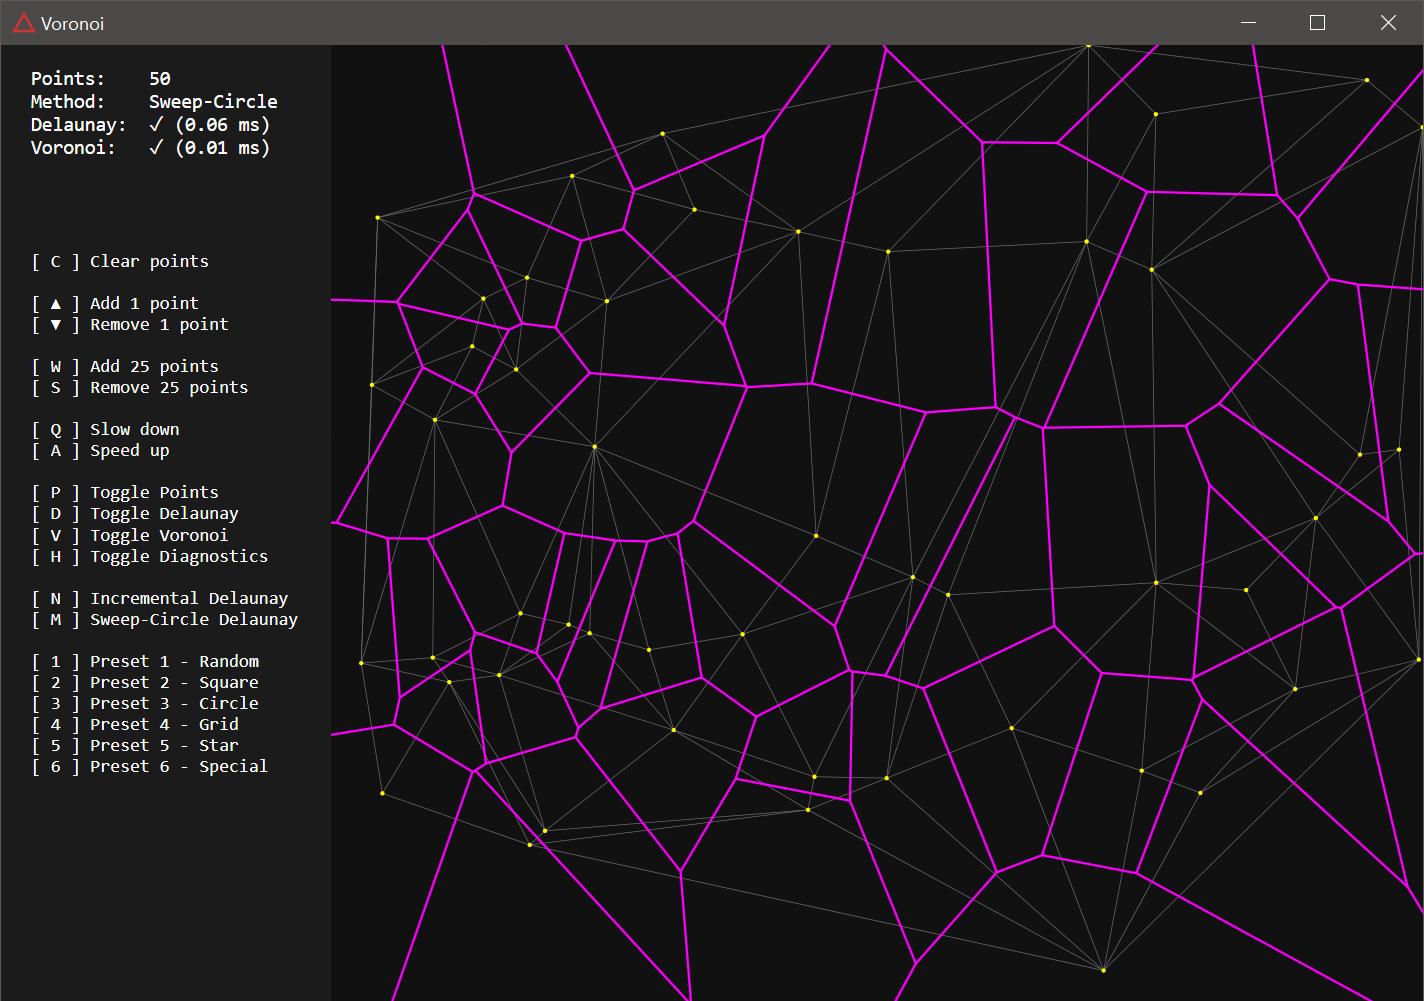 Voronoi
Points: 50
Method: Sweep-Circle
Delaunay: ✓ (0.06 ms)
Voronoi: ✓ (0.01 ms)
[ C ] Clear points
[ ▲ ] Add 1 point
[ ▼ ] Remove 1 point
[ W ] Add 25 points
[ S ] Remove 25 points
[ Q ] Slow down
[ A ] Speed up
[ P ] Toggle Points
[ D ] Toggle Delaunay
[ V ] Toggle Voronoi
[ H ] Toggle Diagnostics
[ N ] Incremental Delaunay
[ M ] Sweep-Circle Delaunay
[ 1 ] Preset 1 - Random
[ 2 ] Preset 2 - Square
[ 3 ] Preset 3 - Circle
[ 4 ] Preset 4 - Grid
[ 5 ] Preset 5 - Star
[ 6 ] Preset 6 - Special